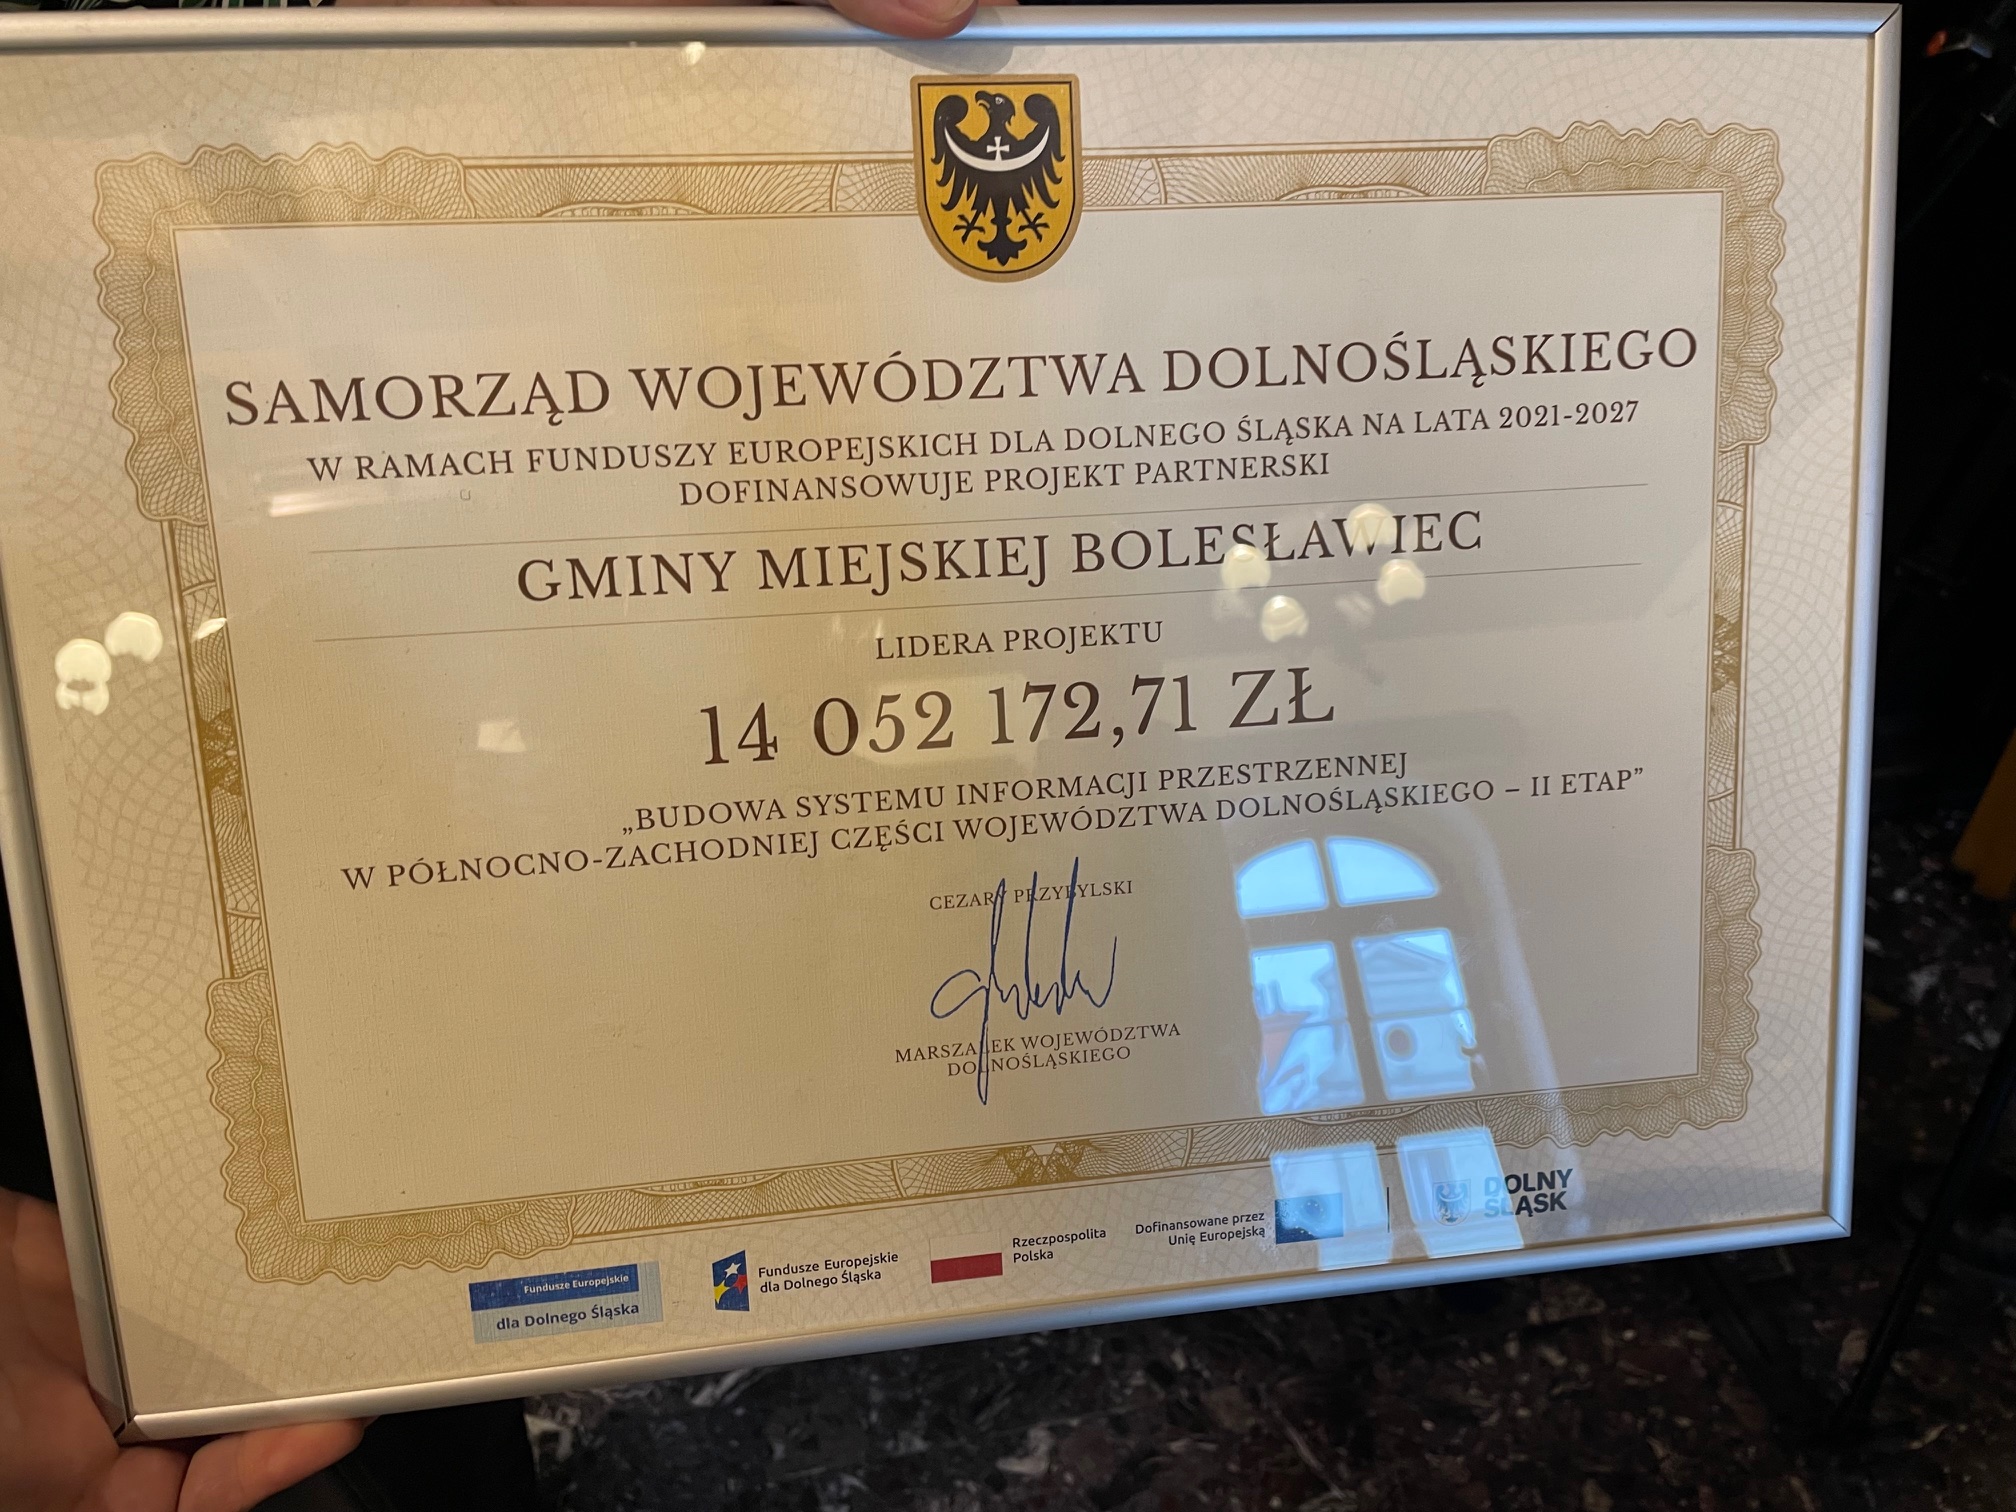 SAMORZĄD WOJEWÓDZTWA DOLNOŚLĄSKIEGO
W RAMACH FUNDUSZY EUROPEJSKICH DLA DOLNEGO ŚLĄSKA NA LATA 2021-2027
DOFINANSOWUJE PROJEKT PARTNERSKI
GMINY MIEJSKIEJ BOLESŁAWIEC
LIDERA PROJEKTU
14 052 172,71 ZŁ
„BUDOWA SYSTEMU INFORMACJI PRZESTRZENNEJ
W PÓŁNOCNO-ZACHODNIEJ CZĘŚCI WOJEWÓDZTWA DOLNOŚLĄSKIEGO – II ETAP”
CEZARY PRZYBYLSKI
MARSZAŁEK WOJEWÓDZTWA
DOLNOŚLĄSKIEGO
Fundusze Europejskie
dla Dolnego Śląska
Fundusze Europejskie
dla Dolnego Śląska
Rzeczpospolita
Polska
Dofinansowane przez
Unię Europejską
DOLNY
ŚLĄSK